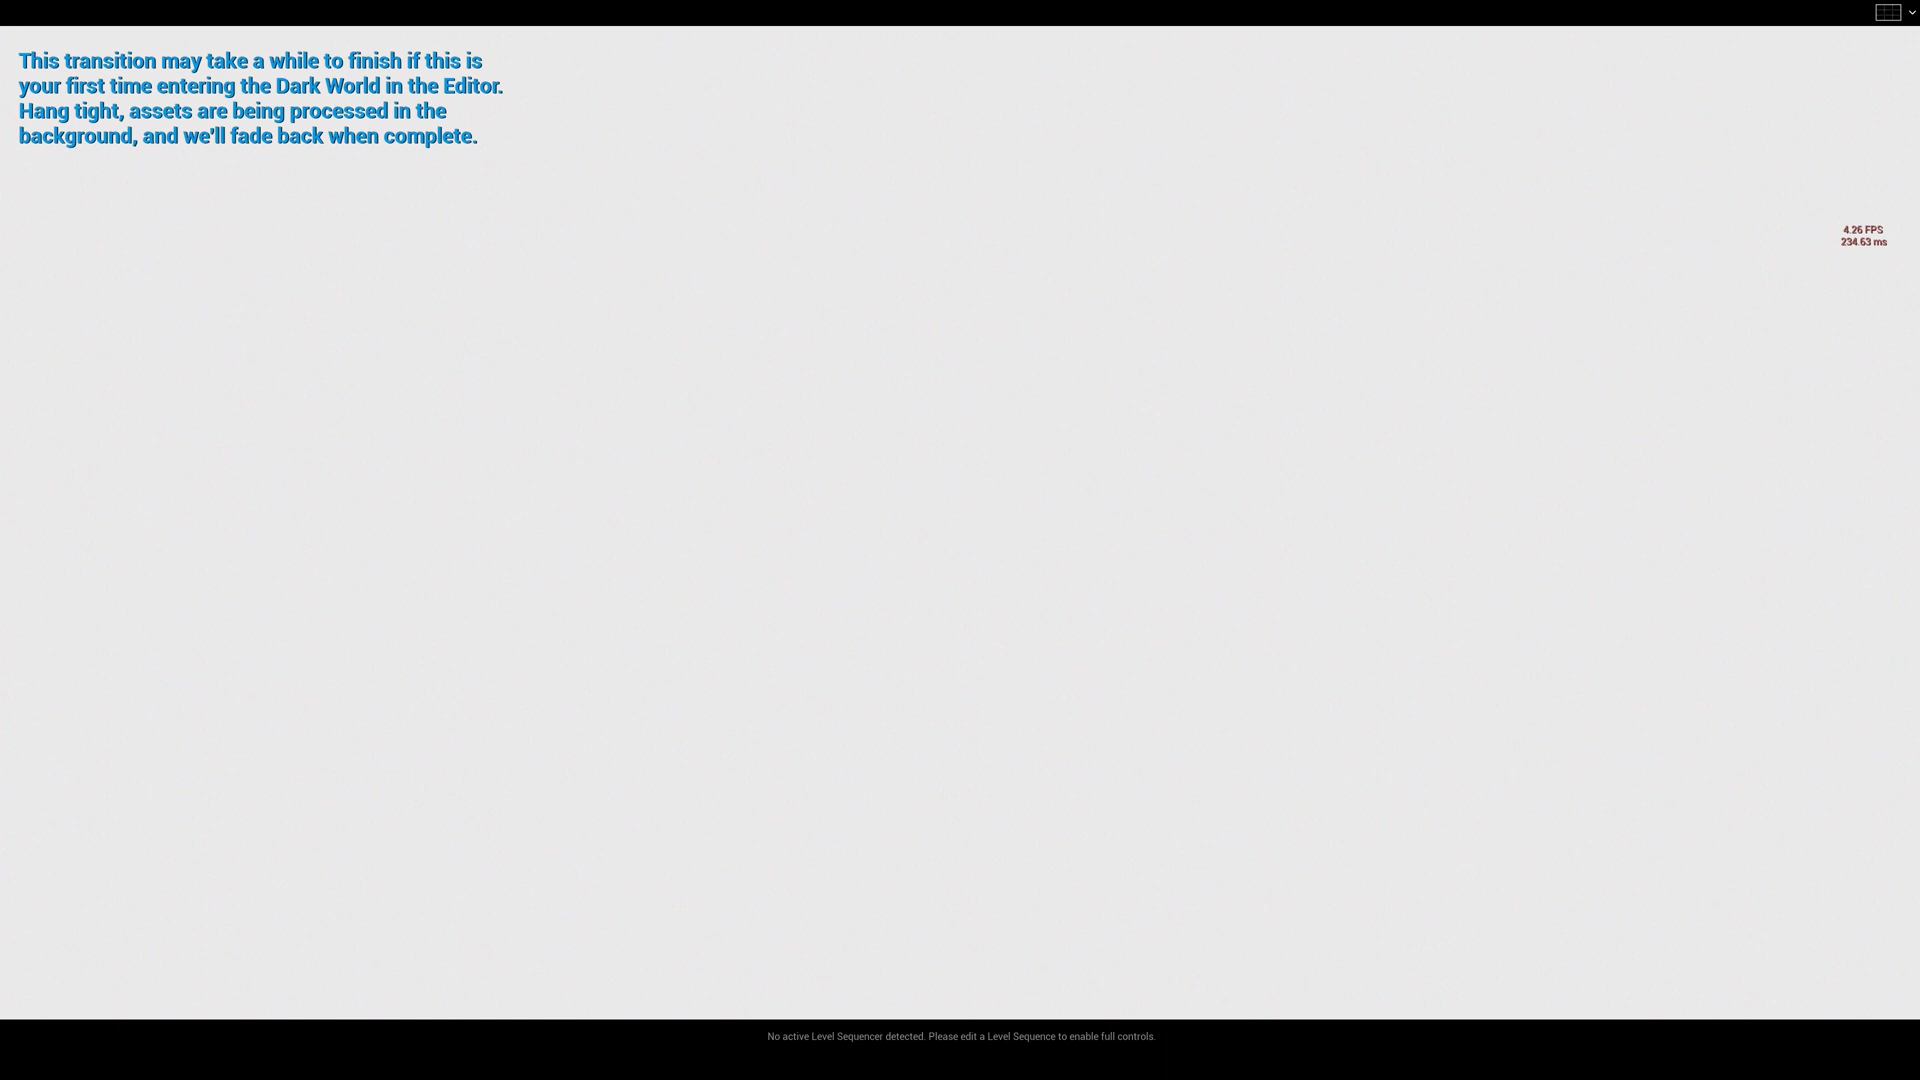 This transition may take a while to finish if this is
your first time entering the Dark World in the Editor.
Hang tight, assets are being processed in the
background, and we'll fade back when complete.
4.26 FPS
234.63 ms
No active Level Sequencer detected. Please edit a Level Sequence to enable full controls.